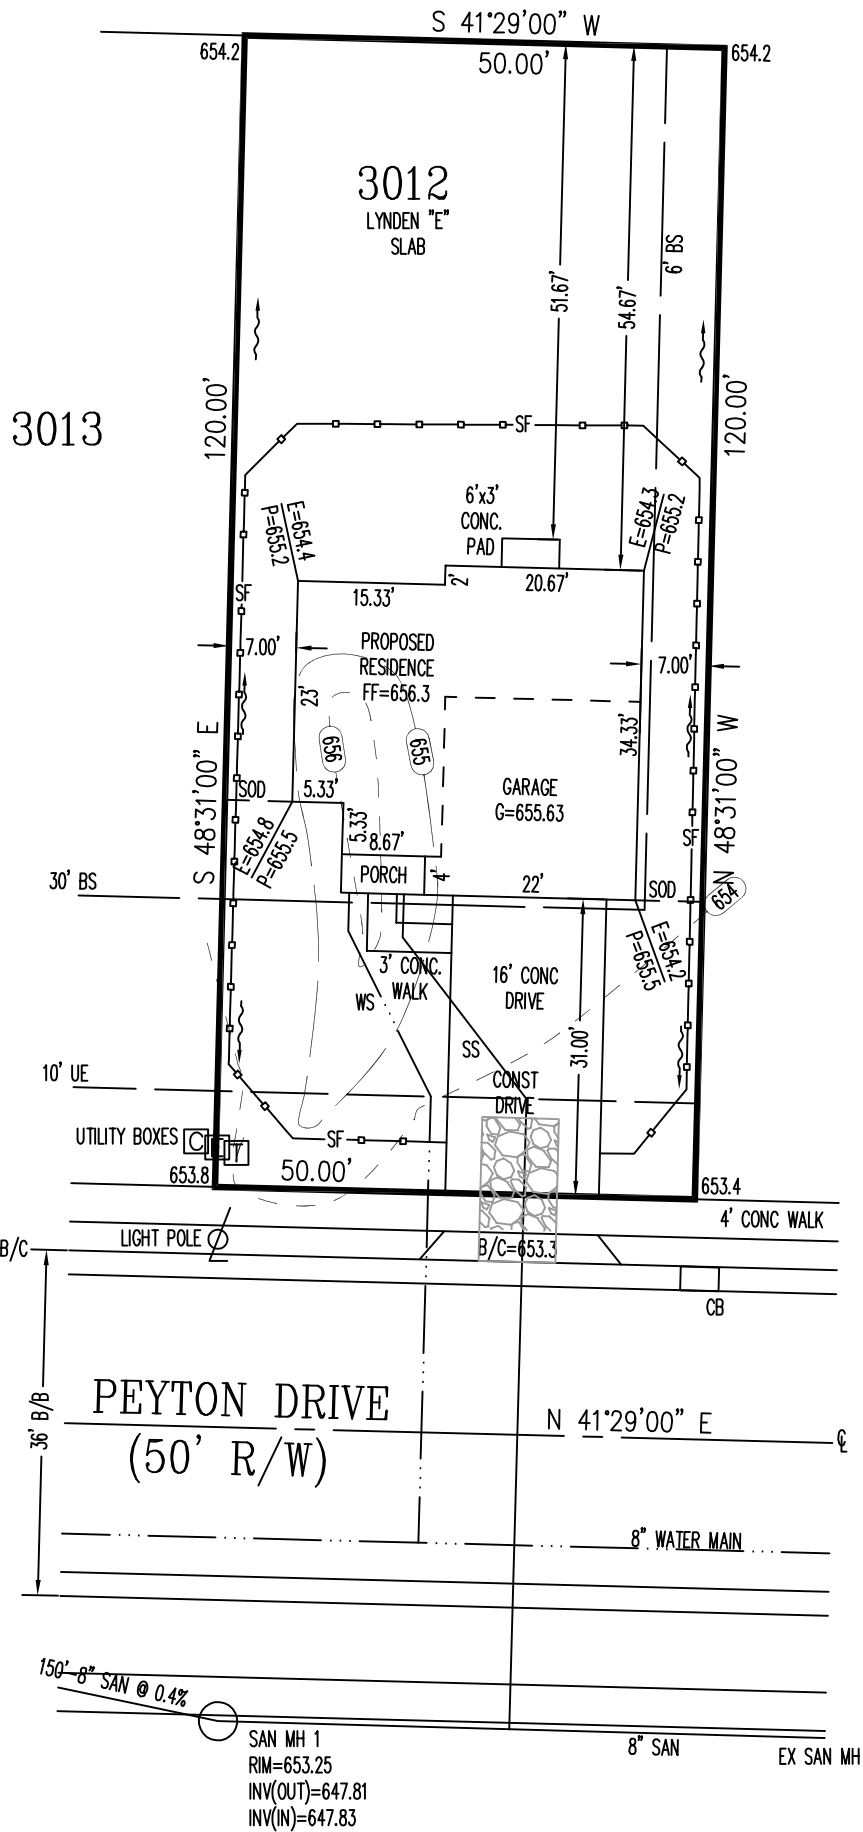 S 41°29'00" W
654.2
50.00'
654.2
3012
LYNDEN "E"
SLAB
6' BS
51.67'
54.67'
120.00'
120.00'
3013
SF
6'x3'
CONC.
PAD
E=654.4
P=655.2
E=654.3
P=655.2
15.33'
2'
20.67'
SF
7.00'
PROPOSED
RESIDENCE
FF=656.3
7.00'
23'
34.33'
656
655
S 48°31'00" E
N 48°31'00" W
SOD
5.33'
GARAGE
G=655.63
5.33'
8.67'
SF
E=654.8
P=655.5
PORCH
4'
22'
SOD
654
30' BS
E=654.2
P=655.5
3' CONC.
WALK
16' CONC
DRIVE
WS
31.00'
SS
10' UE
CONST
DRIVE
UTILITY BOXES
C
E
T
SF
653.8
50.00'
653.4
4' CONC WALK
LIGHT POLE
B/C
B/C=653.3
CB
36' B/B
PEYTON DRIVE
(50' R/W)
N 41°29'00" E
℄
8" WATER MAIN
150'-8" SAN @ 0.4%
SAN MH 1
RIM=653.25
INV(OUT)=647.81
INV(IN)=647.83
8" SAN
EX SAN MH